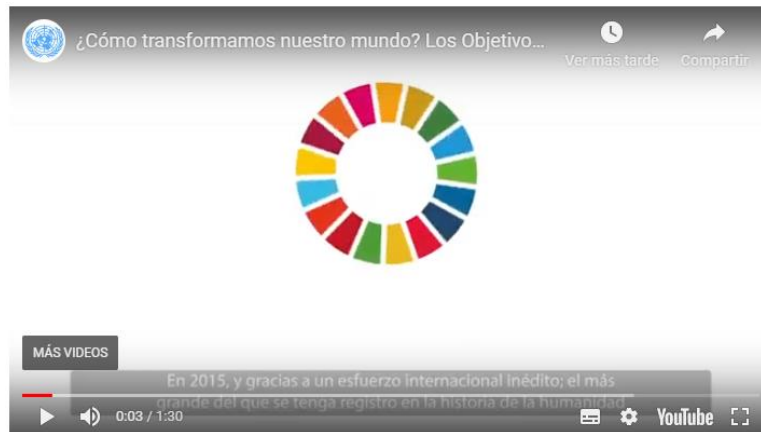 ¿Cómo transformamos nuestro mundo? Los Objetivo...
Ver más tarde
Compartir
MÁS VIDEOS
En 2015, y gracias a un esfuerzo internacional inédito; el más
grande del que se tenga registro en la historia de la humanidad
0:03 / 1:30
YouTube